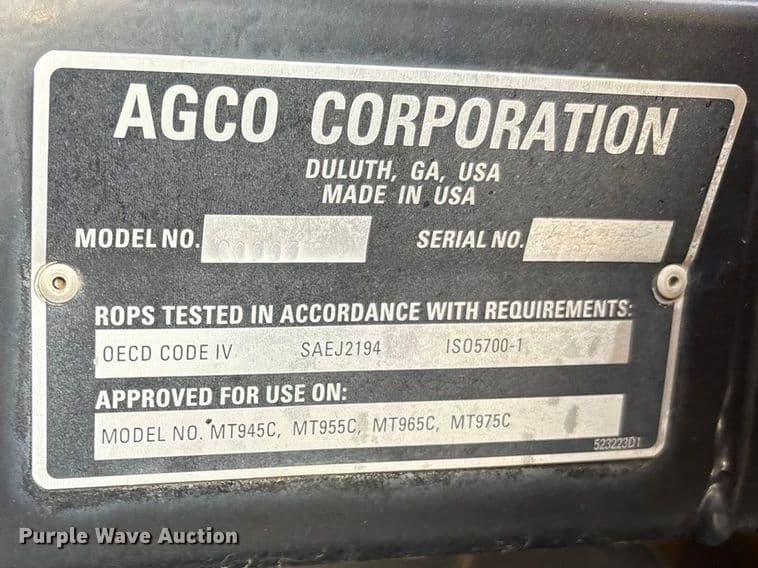 AGCO CORPORATION
DULUTH, GA, USA
MADE IN USA
MODEL NO.
SERIAL NO.
ROPS TESTED IN ACCORDANCE WITH REQUIREMENTS:
OECD CODE IV SAEJ2194 ISO5700-1
APPROVED FOR USE ON:
MODEL NO. MT945C, MT955C, MT965C, MT975C
523223D1
Purple Wave Auction